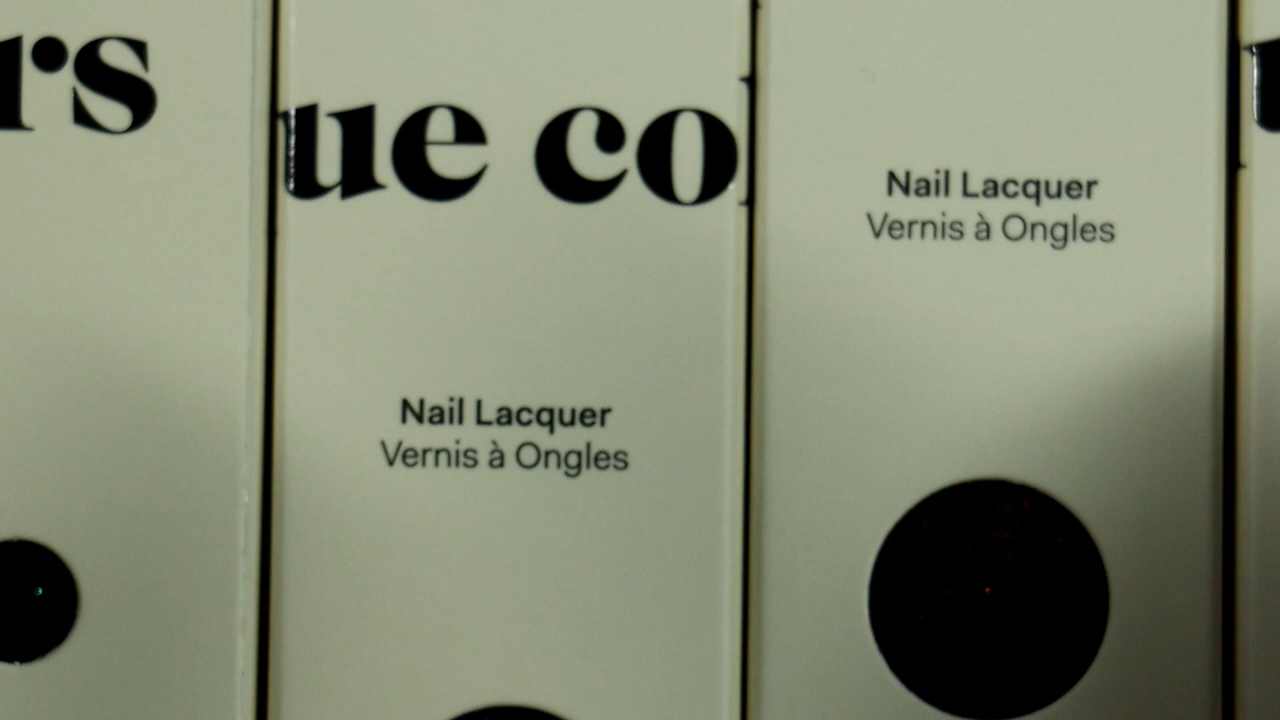 rs
ue co
Nail Lacquer
Vernis à Ongles
Nail Lacquer
Vernis à Ongles